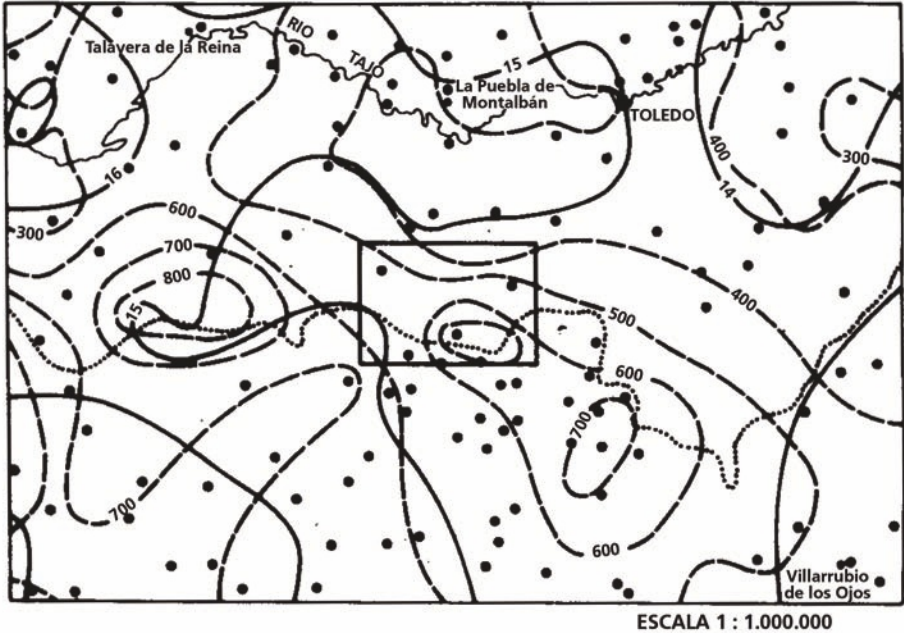 RIO
Talavera de la Reina
TAJO
15
La Puebla de
Montalbán
TOLEDO
400
300
16
14
600
300
700
800
400
15
500
600
700
700
600
Villarrubio
de los Ojos
ESCALA 1 : 1.000.000